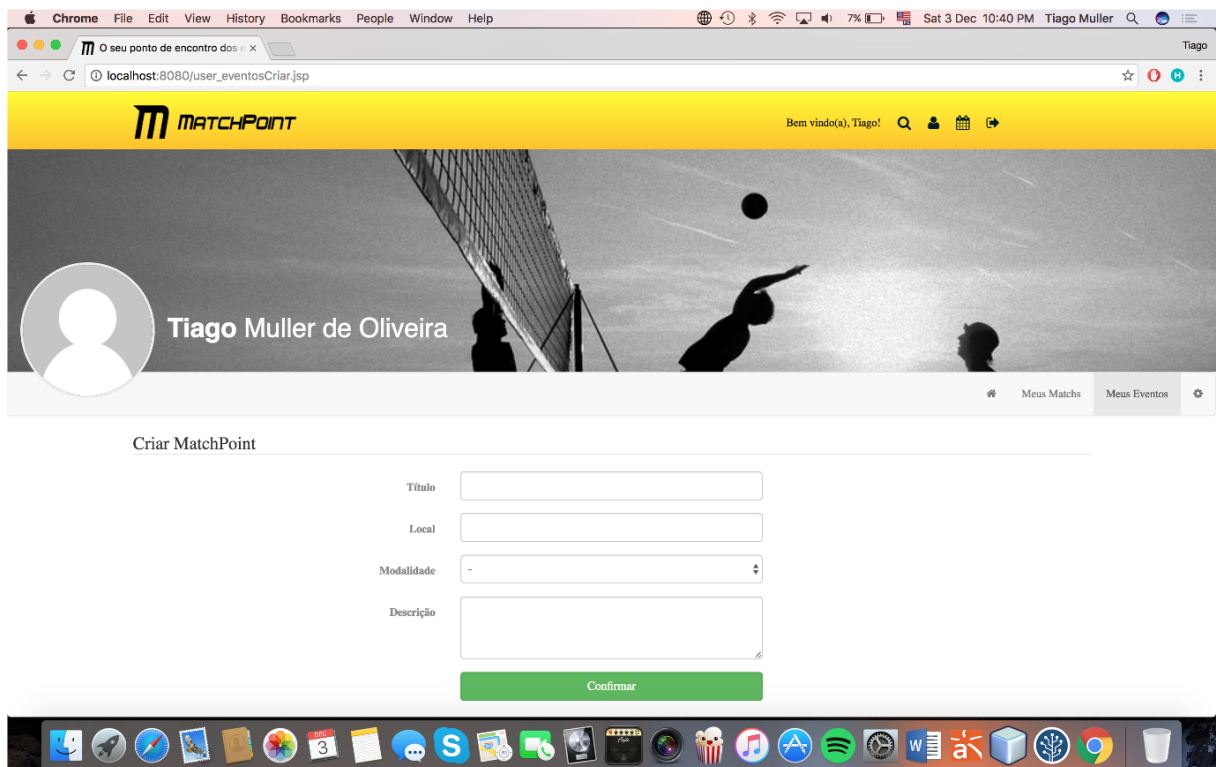 Chrome File Edit View History Bookmarks People Window Help 7% Sat 3 Dec 10:40 PM Tiago Muller
O seu ponto de encontro dos Tiago
localhost:8080/user_eventosCriar.jsp
MATCHPOINT Bem vindo(a), Tiago!
Tiago Muller de Oliveira
Meus Matchs Meus Eventos
Criar MatchPoint
Título
Local
Modalidade -
Descrição
Confirmar
DEC
3